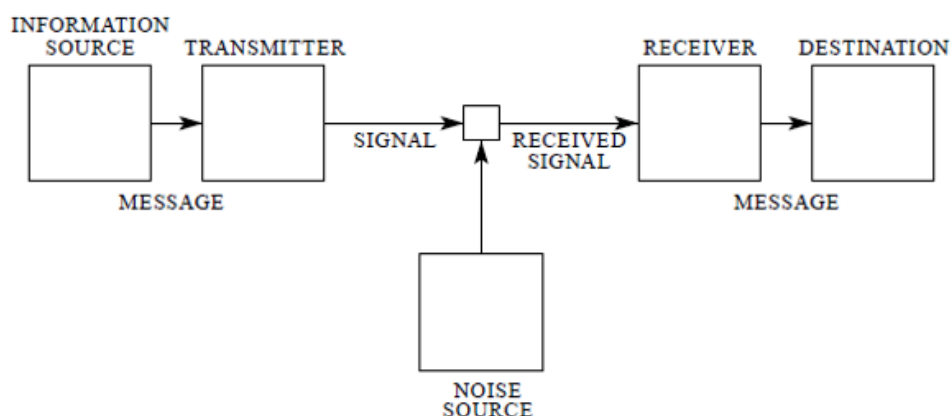 INFORMATION
SOURCE
TRANSMITTER
RECEIVER
DESTINATION
SIGNAL
RECEIVED
SIGNAL
MESSAGE
MESSAGE
NOISE
SOURCE